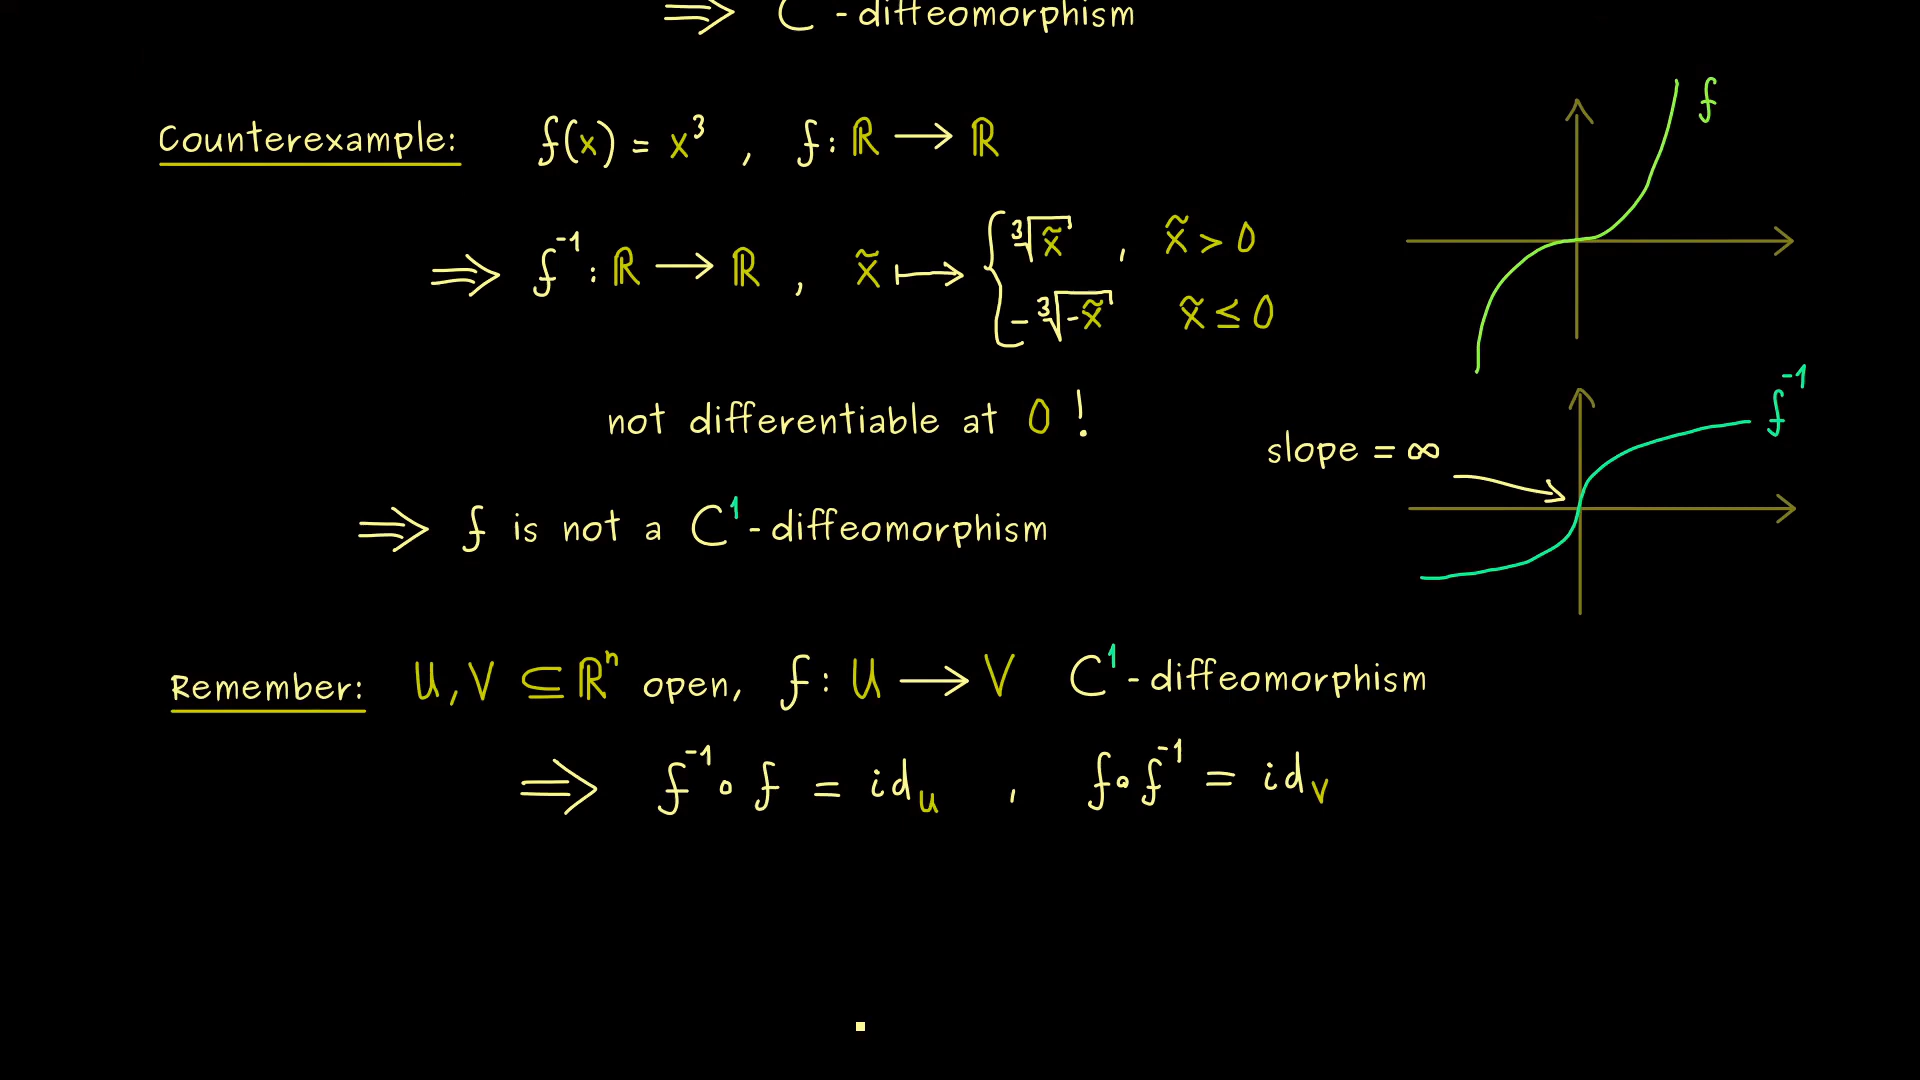 ⟹ C -diffeomorphism
Counterexample: f(x) = x³ , f: ℝ ⟶ ℝ
f
⟹ f⁻¹: ℝ ⟶ ℝ , x̃ ⟼ { ∛x̃ , x̃ > 0
-∛-x̃ x̃ ≤ 0
f⁻¹
not differentiable at 0 !
slope = ∞
⟹ f is not a C¹-diffeomorphism
Remember: U, V ⊆ ℝⁿ open, f: U ⟶ V C¹-diffeomorphism
⟹ f⁻¹∘f = id_U , f∘f⁻¹ = id_V